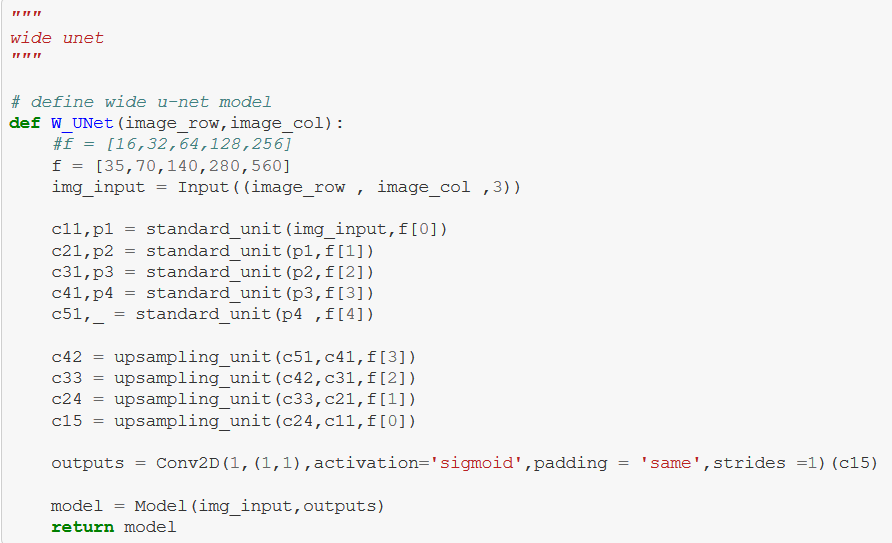 """
wide unet
"""
# define wide u-net model
def W_UNet(image_row,image_col):
    #f = [16,32,64,128,256]
    f = [35,70,140,280,560]
    img_input = Input((image_row , image_col ,3))
    c11,p1 = standard_unit(img_input,f[0])
    c21,p2 = standard_unit(p1,f[1])
    c31,p3 = standard_unit(p2,f[2])
    c41,p4 = standard_unit(p3,f[3])
    c51,_ = standard_unit(p4 ,f[4])
    c42 = upsampling_unit(c51,c41,f[3])
    c33 = upsampling_unit(c42,c31,f[2])
    c24 = upsampling_unit(c33,c21,f[1])
    c15 = upsampling_unit(c24,c11,f[0])
    outputs = Conv2D(1,(1,1),activation='sigmoid',padding = 'same',strides =1)(c15)
    model = Model(img_input,outputs)
    return model